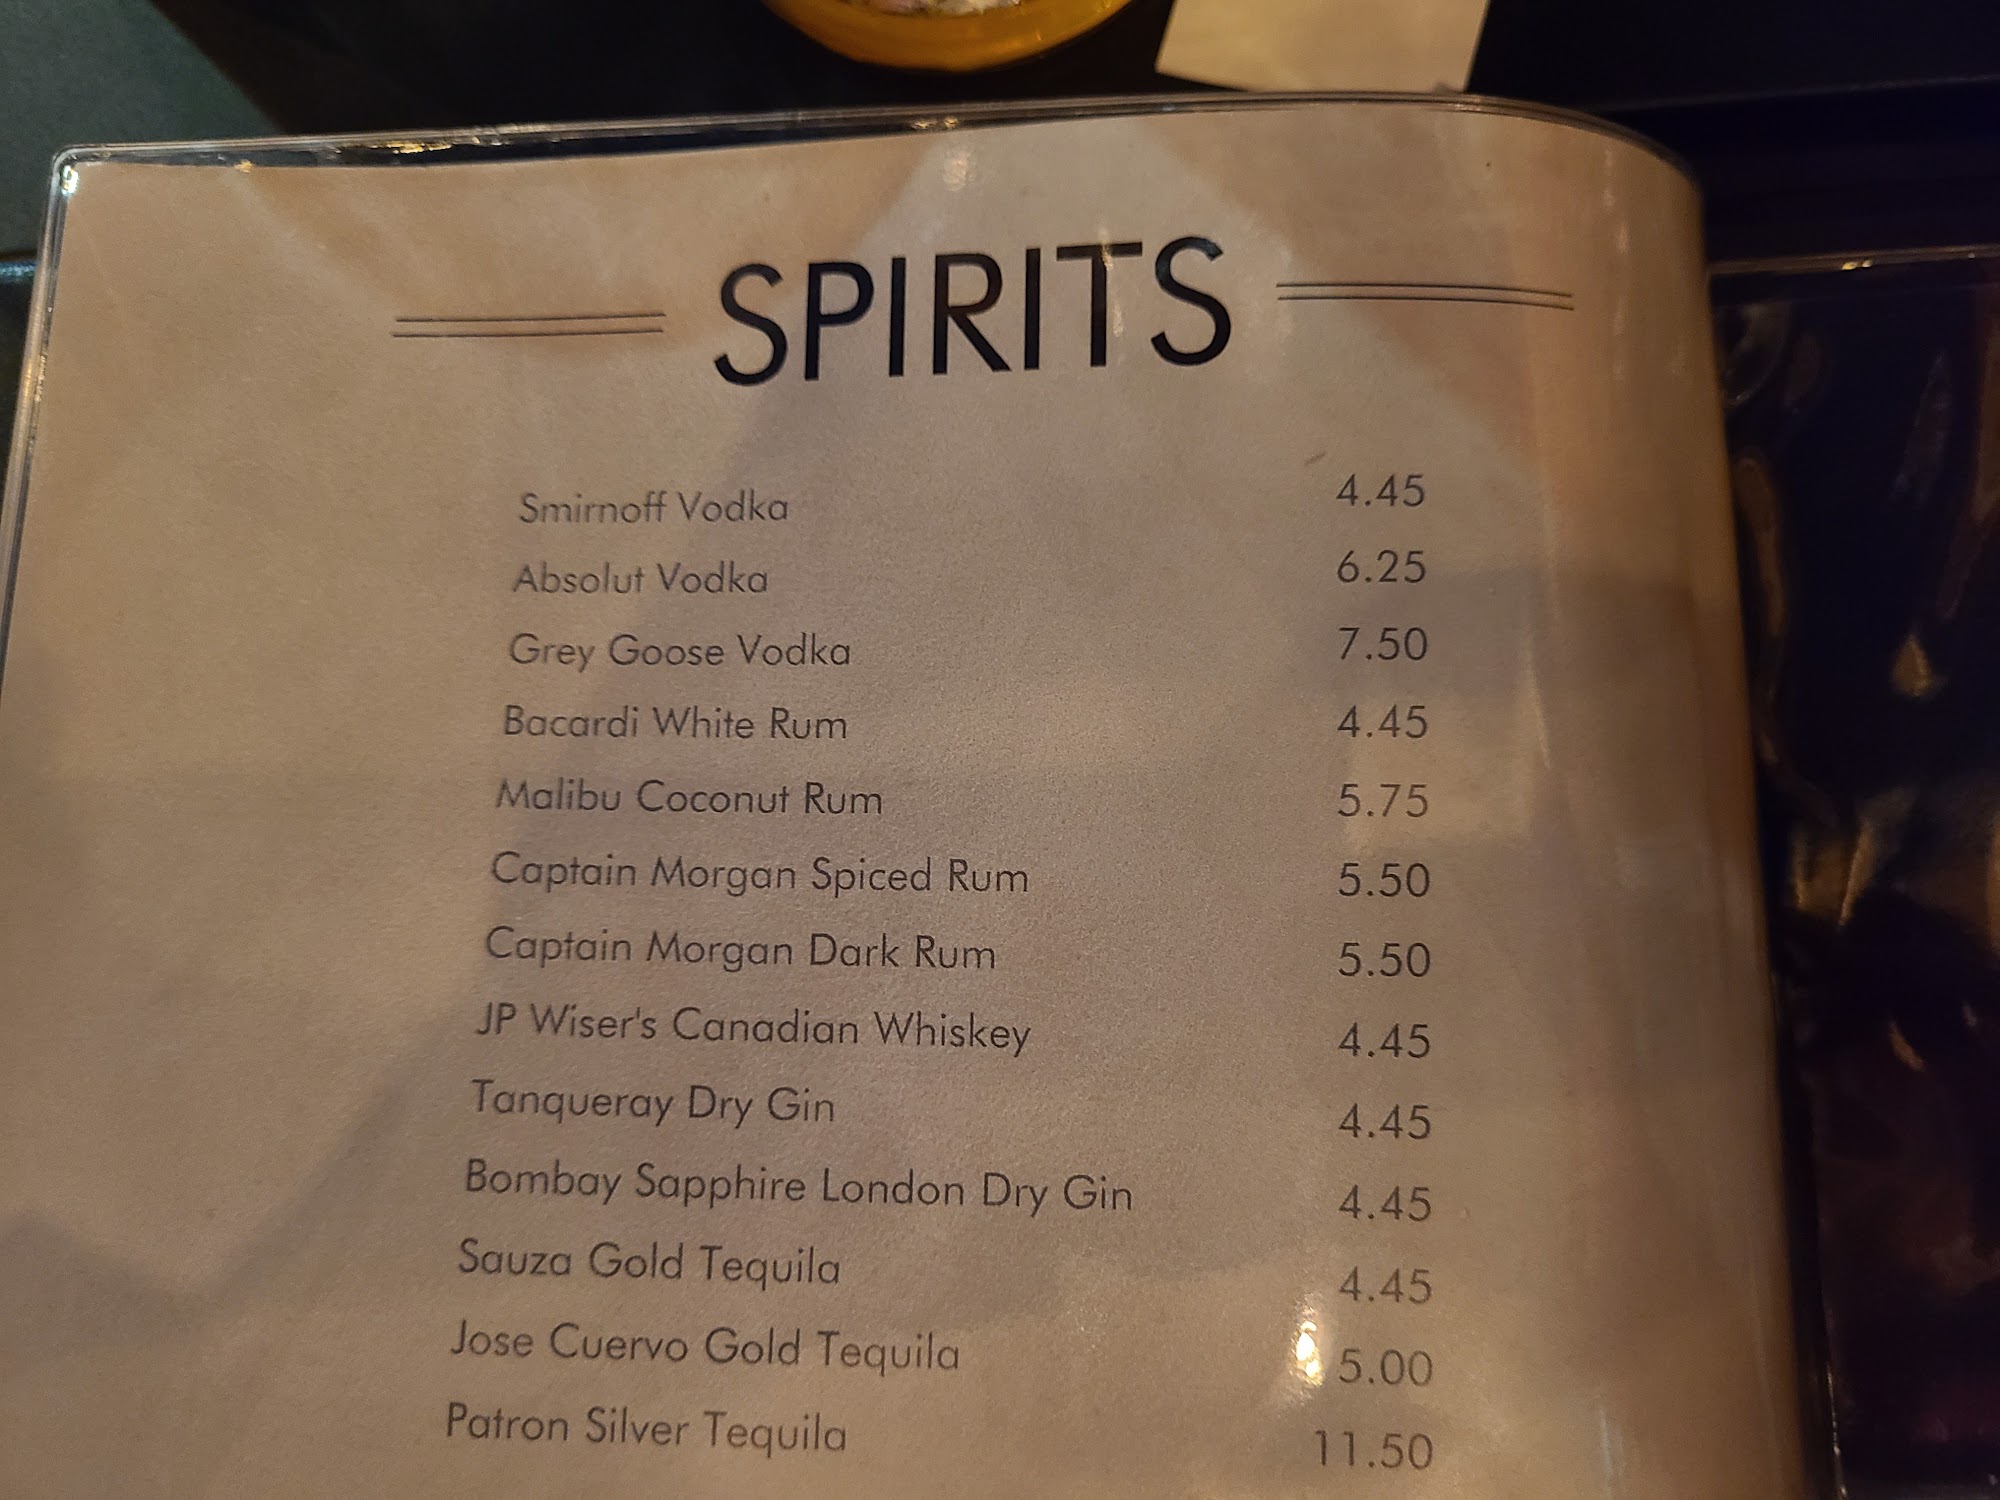 SPIRITS
Smirnoff Vodka 4.45
Absolut Vodka 6.25
Grey Goose Vodka 7.50
Bacardi White Rum 4.45
Malibu Coconut Rum 5.75
Captain Morgan Spiced Rum 5.50
Captain Morgan Dark Rum 5.50
JP Wiser's Canadian Whiskey 4.45
Tanqueray Dry Gin 4.45
Bombay Sapphire London Dry Gin 4.45
Sauza Gold Tequila 4.45
Jose Cuervo Gold Tequila 5.00
Patron Silver Tequila 11.50